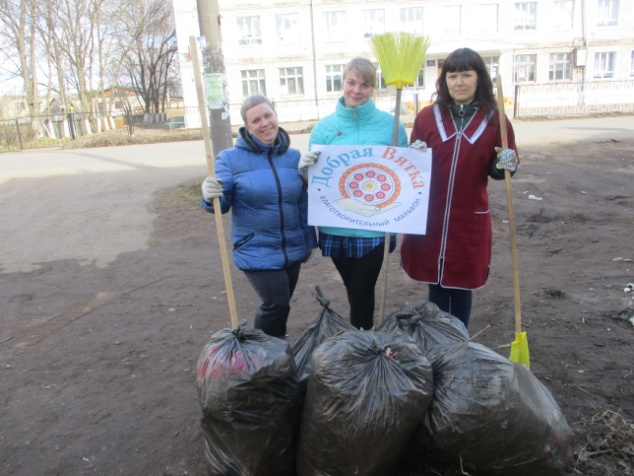 Добрая Вятка
БЛАГОТВОРИТЕЛЬНЫЙ МАРАФОН